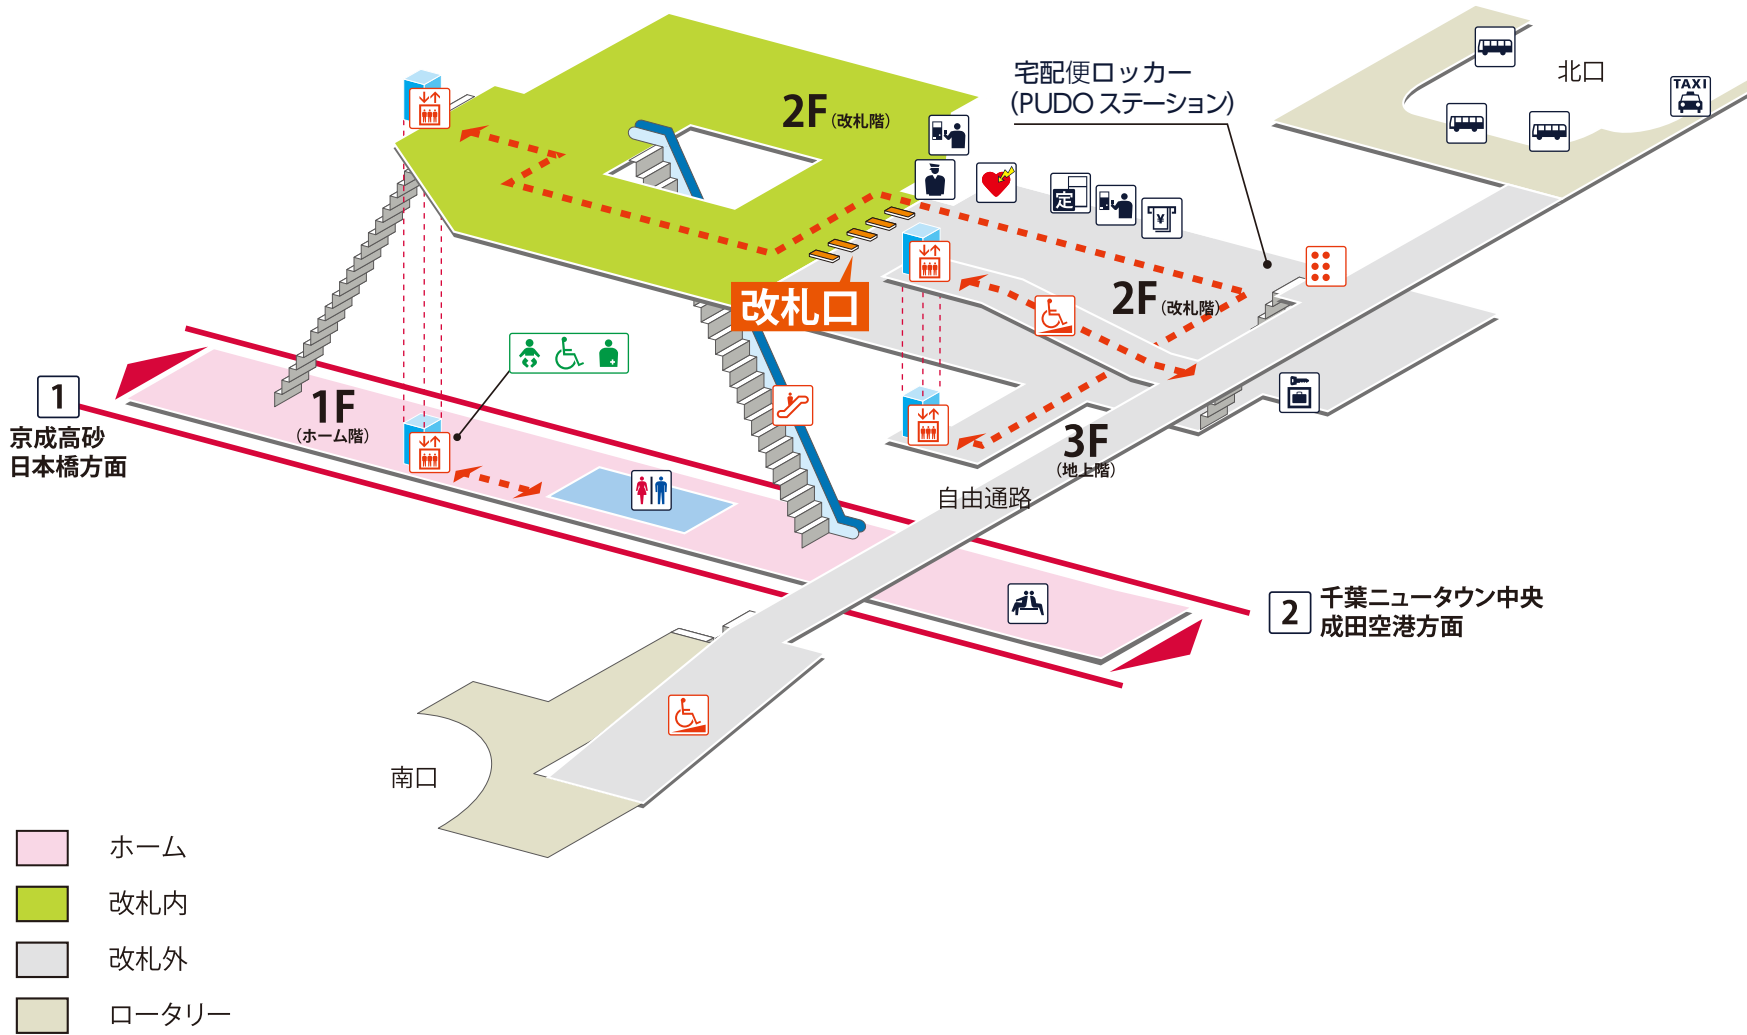 宅配便ロッカー
(PUDO ステーション)
北口
TAXI
2F(改札階)
定
¥
改札口
2F(改札階)
1
京成高砂
日本橋方面
1F
(ホーム階)
3F
(地上階)
自由通路
2
千葉ニュータウン中央
成田空港方面
南口
ホーム
改札内
改札外
ロータリー